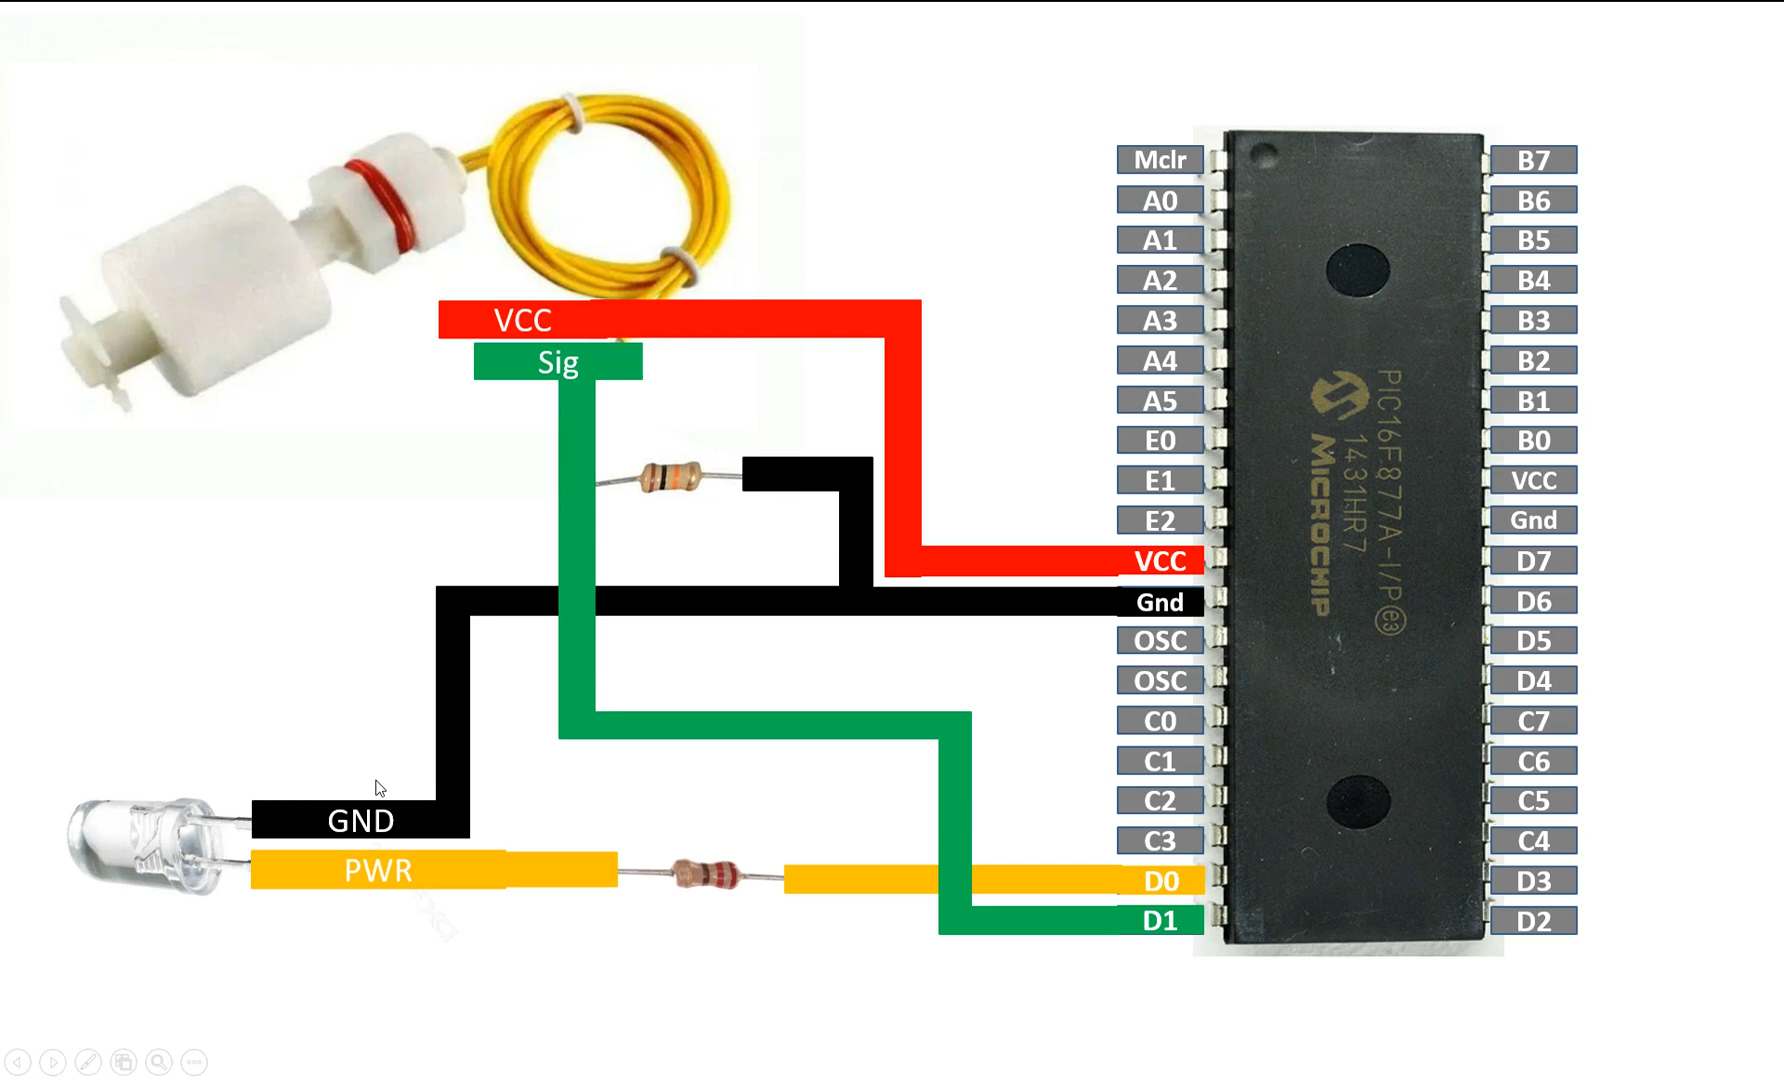 VCC
Sig
GND
PWR
Mclr
A0
A1
A2
A3
A4
A5
E0
E1
E2
VCC
Gnd
OSC
OSC
C0
C1
C2
C3
D0
D1
PIC16F877A-I/P e3
1431HR7
MICROCHIP
B7
B6
B5
B4
B3
B2
B1
B0
VCC
Gnd
D7
D6
D5
D4
C7
C6
C5
C4
D3
D2